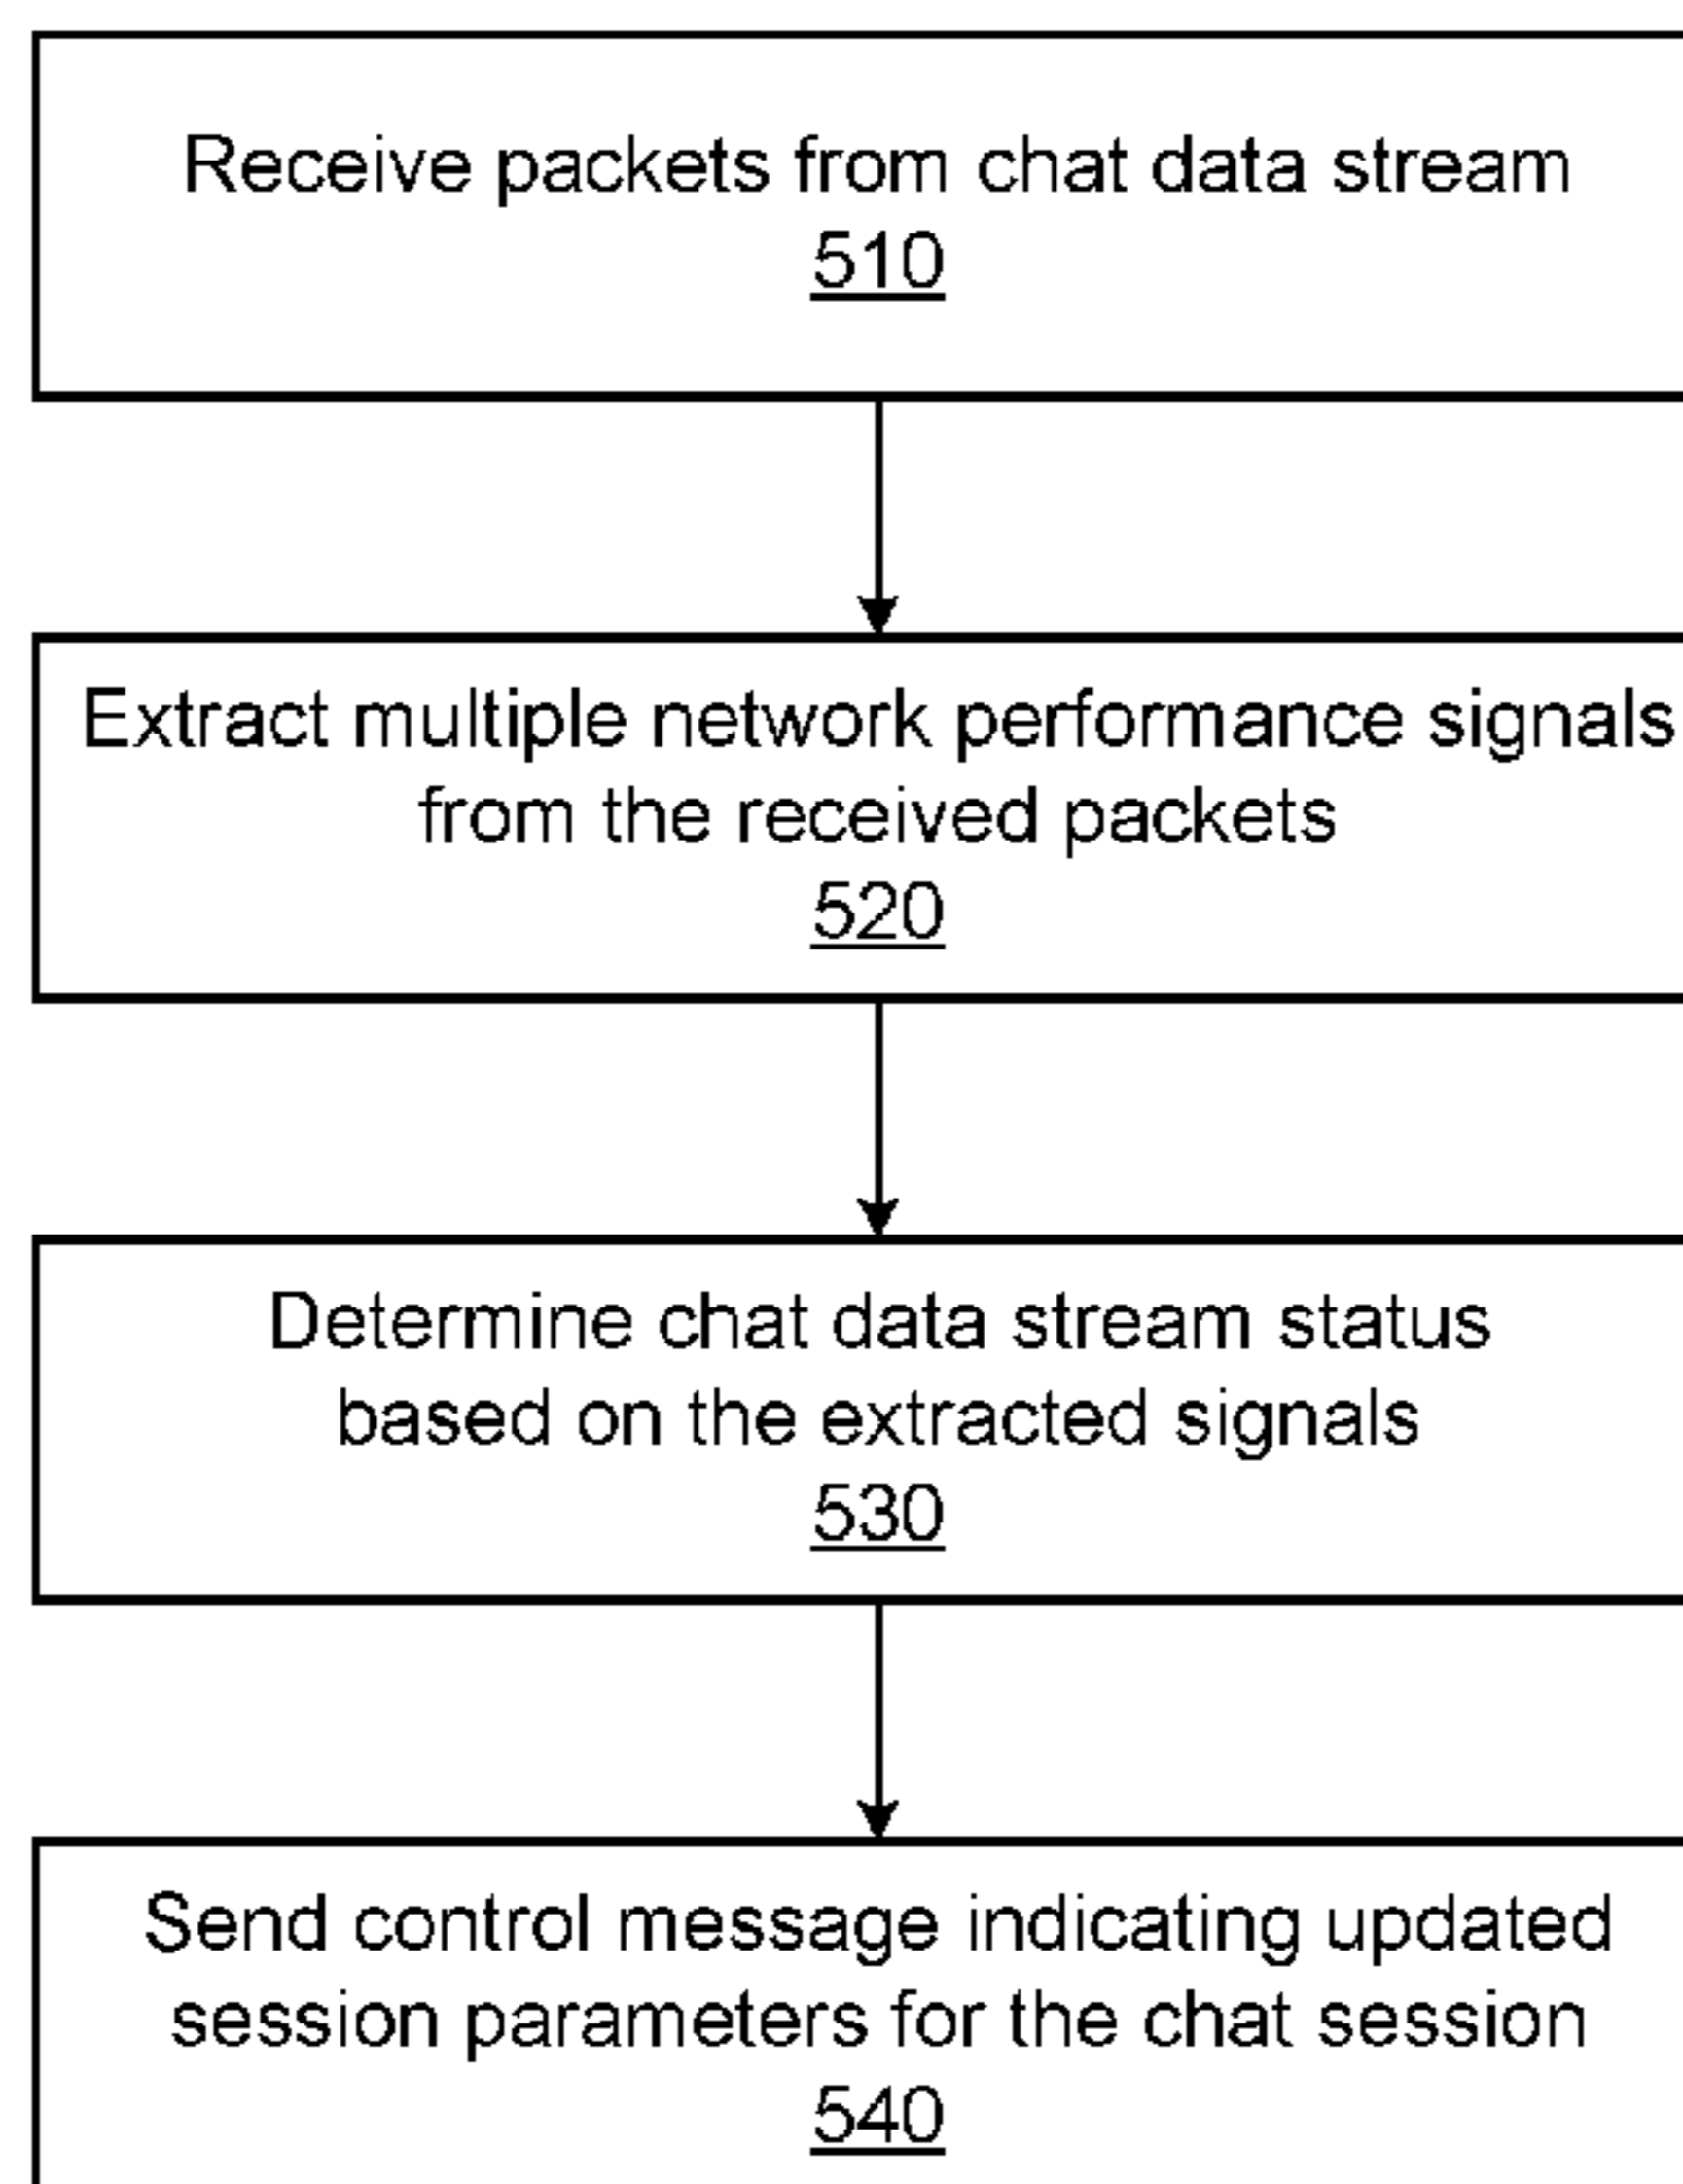 Receive packets from chat data stream
510
Extract multiple network performance signals
from the received packets
520
Determine chat data stream status
based on the extracted signals
530
Send control message indicating updated
session parameters for the chat session
540